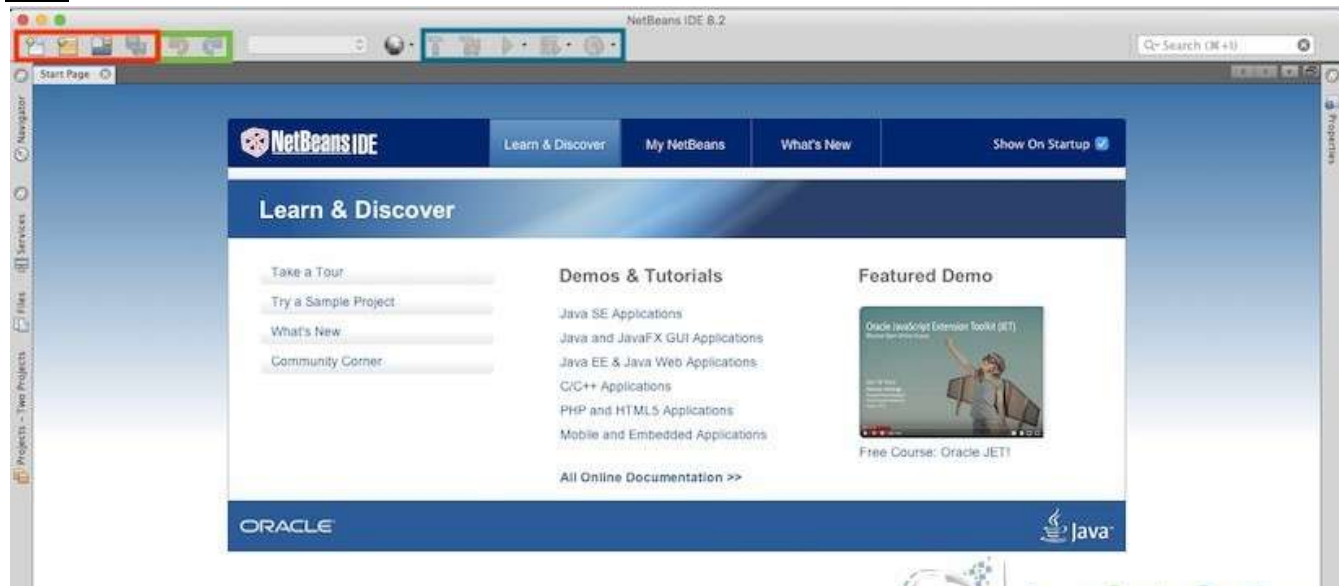 NetBeans IDE 8.2
Search (⌘+I)
Start Page
Navigator
Services
Files
Projects - Two Projects
Properties
NetBeans IDE
Learn & Discover
My NetBeans
What's New
Show On Startup
Learn & Discover
Take a Tour
Try a Sample Project
What's New
Community Corner
Demos & Tutorials
Java SE Applications
Java and JavaFX GUI Applications
Java EE & Java Web Applications
C/C++ Applications
PHP and HTML5 Applications
Mobile and Embedded Applications
All Online Documentation >>
Featured Demo
Oracle JavaScript Extension Toolkit (JET)
Free Course: Oracle JET!
ORACLE
Java